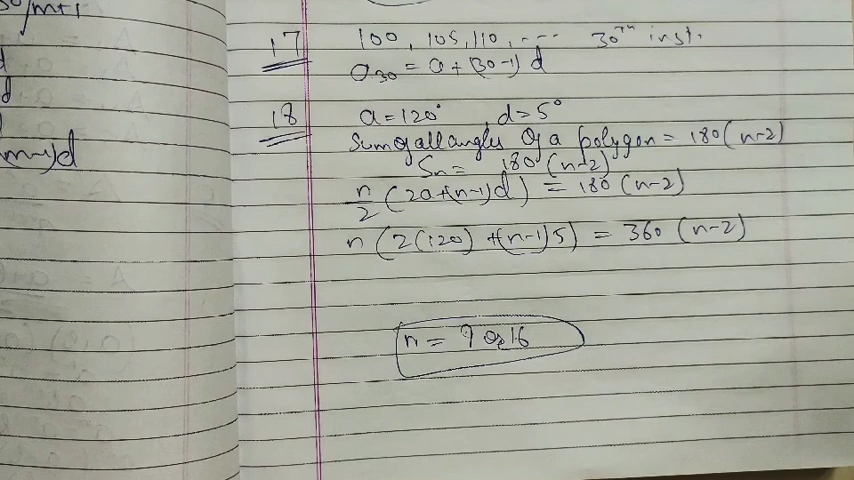 /m+1
d
d
d
17 100, 105, 110, ---- 30th inst.
a30 = a + (30-1) d
18 a = 120° , d = 5°
Sum of all angles of a polygon = 180 (n-2)
Sn = 180 (n-2)
n/2 (2a+(n-1)d) = 180 (n-2)
n (2(120) +(n-1)5) = 360 (n-2)
n = 9 or 16